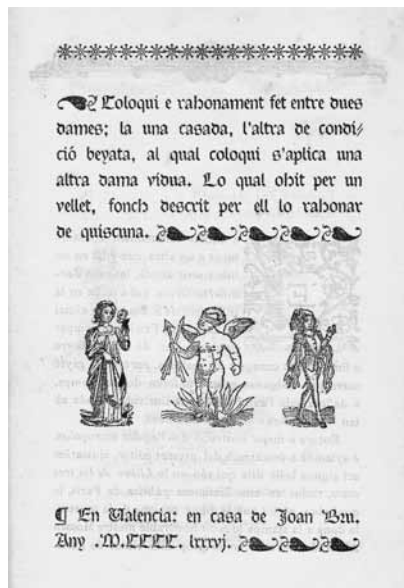 Coloqui e rahonament fet entre dues
dames; la una casada, l'altra de condi⸗
ció beyata, al qual coloqui s'aplica una
altra dama vidua. Lo qual ohit per un
vellet, fonch descrit per ell lo rahonar
de quiscuna.
¶ En Valencia: en casa de Joan Bru.
Any .M.CCCC. lxxxvj.